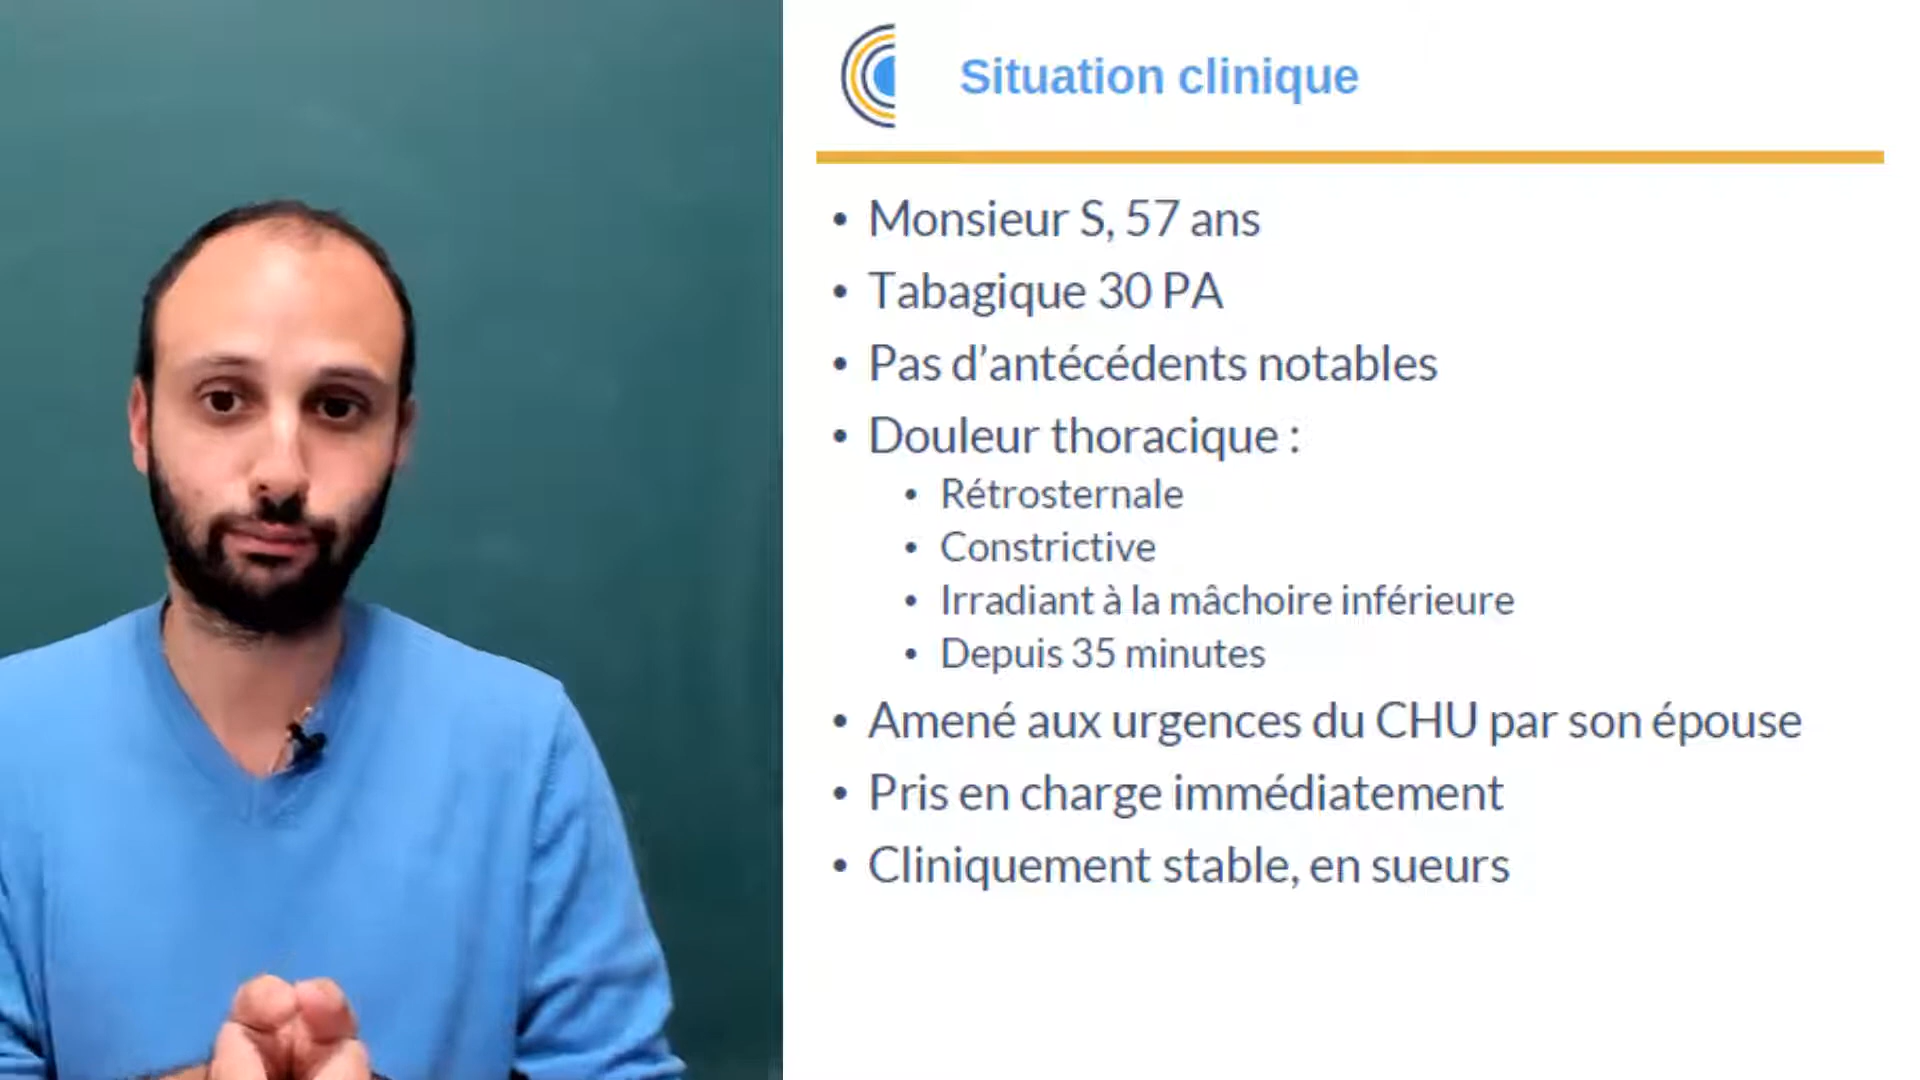 Situation clinique
• Monsieur S, 57 ans
• Tabagique 30 PA
• Pas d’antécédents notables
• Douleur thoracique :
• Rétrosternale
• Constrictive
• Irradiant à la mâchoire inférieure
• Depuis 35 minutes
• Amené aux urgences du CHU par son épouse
• Pris en charge immédiatement
• Cliniquement stable, en sueurs